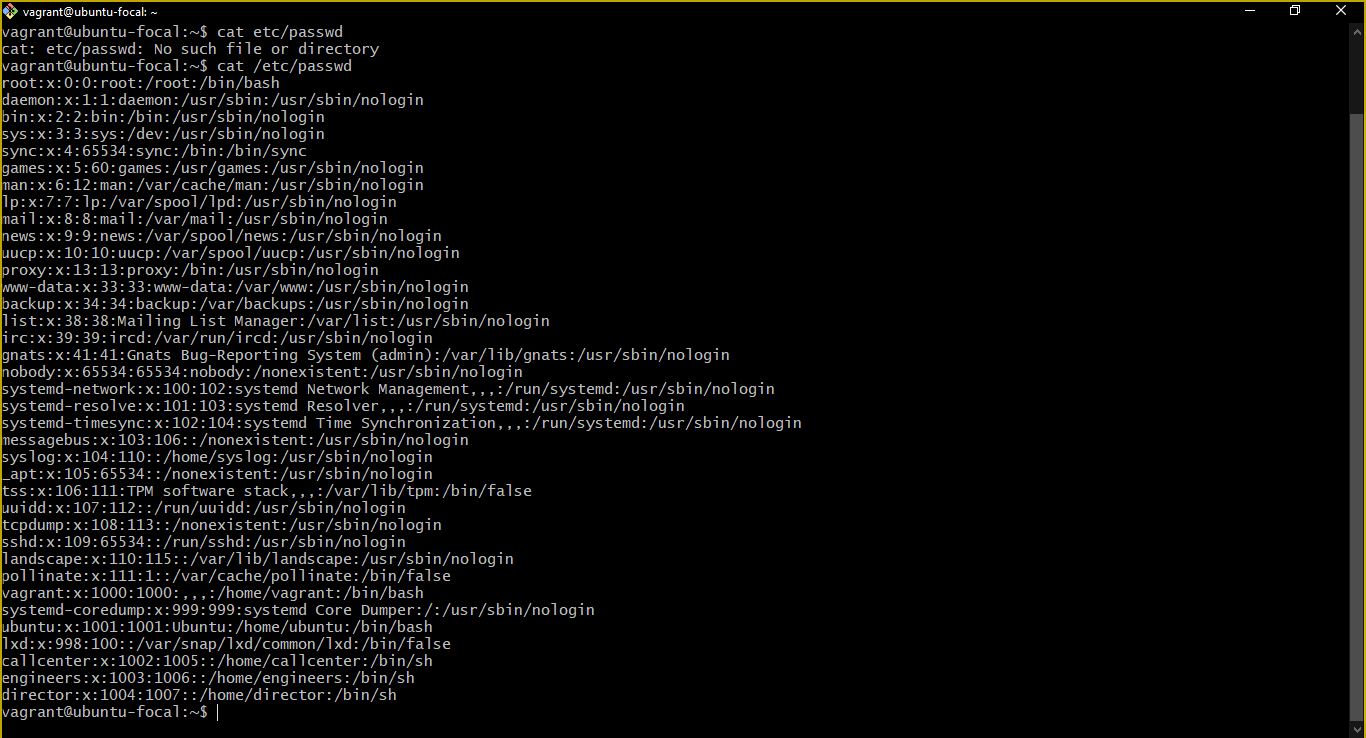 vagrant@ubuntu-focal: ~
vagrant@ubuntu-focal:~$ cat etc/passwd
cat: etc/passwd: No such file or directory
vagrant@ubuntu-focal:~$ cat /etc/passwd
root:x:0:0:root:/root:/bin/bash
daemon:x:1:1:daemon:/usr/sbin:/usr/sbin/nologin
bin:x:2:2:bin:/bin:/usr/sbin/nologin
sys:x:3:3:sys:/dev:/usr/sbin/nologin
sync:x:4:65534:sync:/bin:/bin/sync
games:x:5:60:games:/usr/games:/usr/sbin/nologin
man:x:6:12:man:/var/cache/man:/usr/sbin/nologin
lp:x:7:7:lp:/var/spool/lpd:/usr/sbin/nologin
mail:x:8:8:mail:/var/mail:/usr/sbin/nologin
news:x:9:9:news:/var/spool/news:/usr/sbin/nologin
uucp:x:10:10:uucp:/var/spool/uucp:/usr/sbin/nologin
proxy:x:13:13:proxy:/bin:/usr/sbin/nologin
www-data:x:33:33:www-data:/var/www:/usr/sbin/nologin
backup:x:34:34:backup:/var/backups:/usr/sbin/nologin
list:x:38:38:Mailing List Manager:/var/list:/usr/sbin/nologin
irc:x:39:39:ircd:/var/run/ircd:/usr/sbin/nologin
gnats:x:41:41:Gnats Bug-Reporting System (admin):/var/lib/gnats:/usr/sbin/nologin
nobody:x:65534:65534:nobody:/nonexistent:/usr/sbin/nologin
systemd-network:x:100:102:systemd Network Management,,,:/run/systemd:/usr/sbin/nologin
systemd-resolve:x:101:103:systemd Resolver,,,:/run/systemd:/usr/sbin/nologin
systemd-timesync:x:102:104:systemd Time Synchronization,,,:/run/systemd:/usr/sbin/nologin
messagebus:x:103:106::/nonexistent:/usr/sbin/nologin
syslog:x:104:110::/home/syslog:/usr/sbin/nologin
_apt:x:105:65534::/nonexistent:/usr/sbin/nologin
tss:x:106:111:TPM software stack,,,:/var/lib/tpm:/bin/false
uuidd:x:107:112::/run/uuidd:/usr/sbin/nologin
tcpdump:x:108:113::/nonexistent:/usr/sbin/nologin
sshd:x:109:65534::/run/sshd:/usr/sbin/nologin
landscape:x:110:115::/var/lib/landscape:/usr/sbin/nologin
pollinate:x:111:1::/var/cache/pollinate:/bin/false
vagrant:x:1000:1000:,,,:/home/vagrant:/bin/bash
systemd-coredump:x:999:999:systemd Core Dumper:/:/usr/sbin/nologin
ubuntu:x:1001:1001:Ubuntu:/home/ubuntu:/bin/bash
lxd:x:998:100::/var/snap/lxd/common/lxd:/bin/false
callcenter:x:1002:1005::/home/callcenter:/bin/sh
engineers:x:1003:1006::/home/engineers:/bin/sh
director:x:1004:1007::/home/director:/bin/sh
vagrant@ubuntu-focal:~$